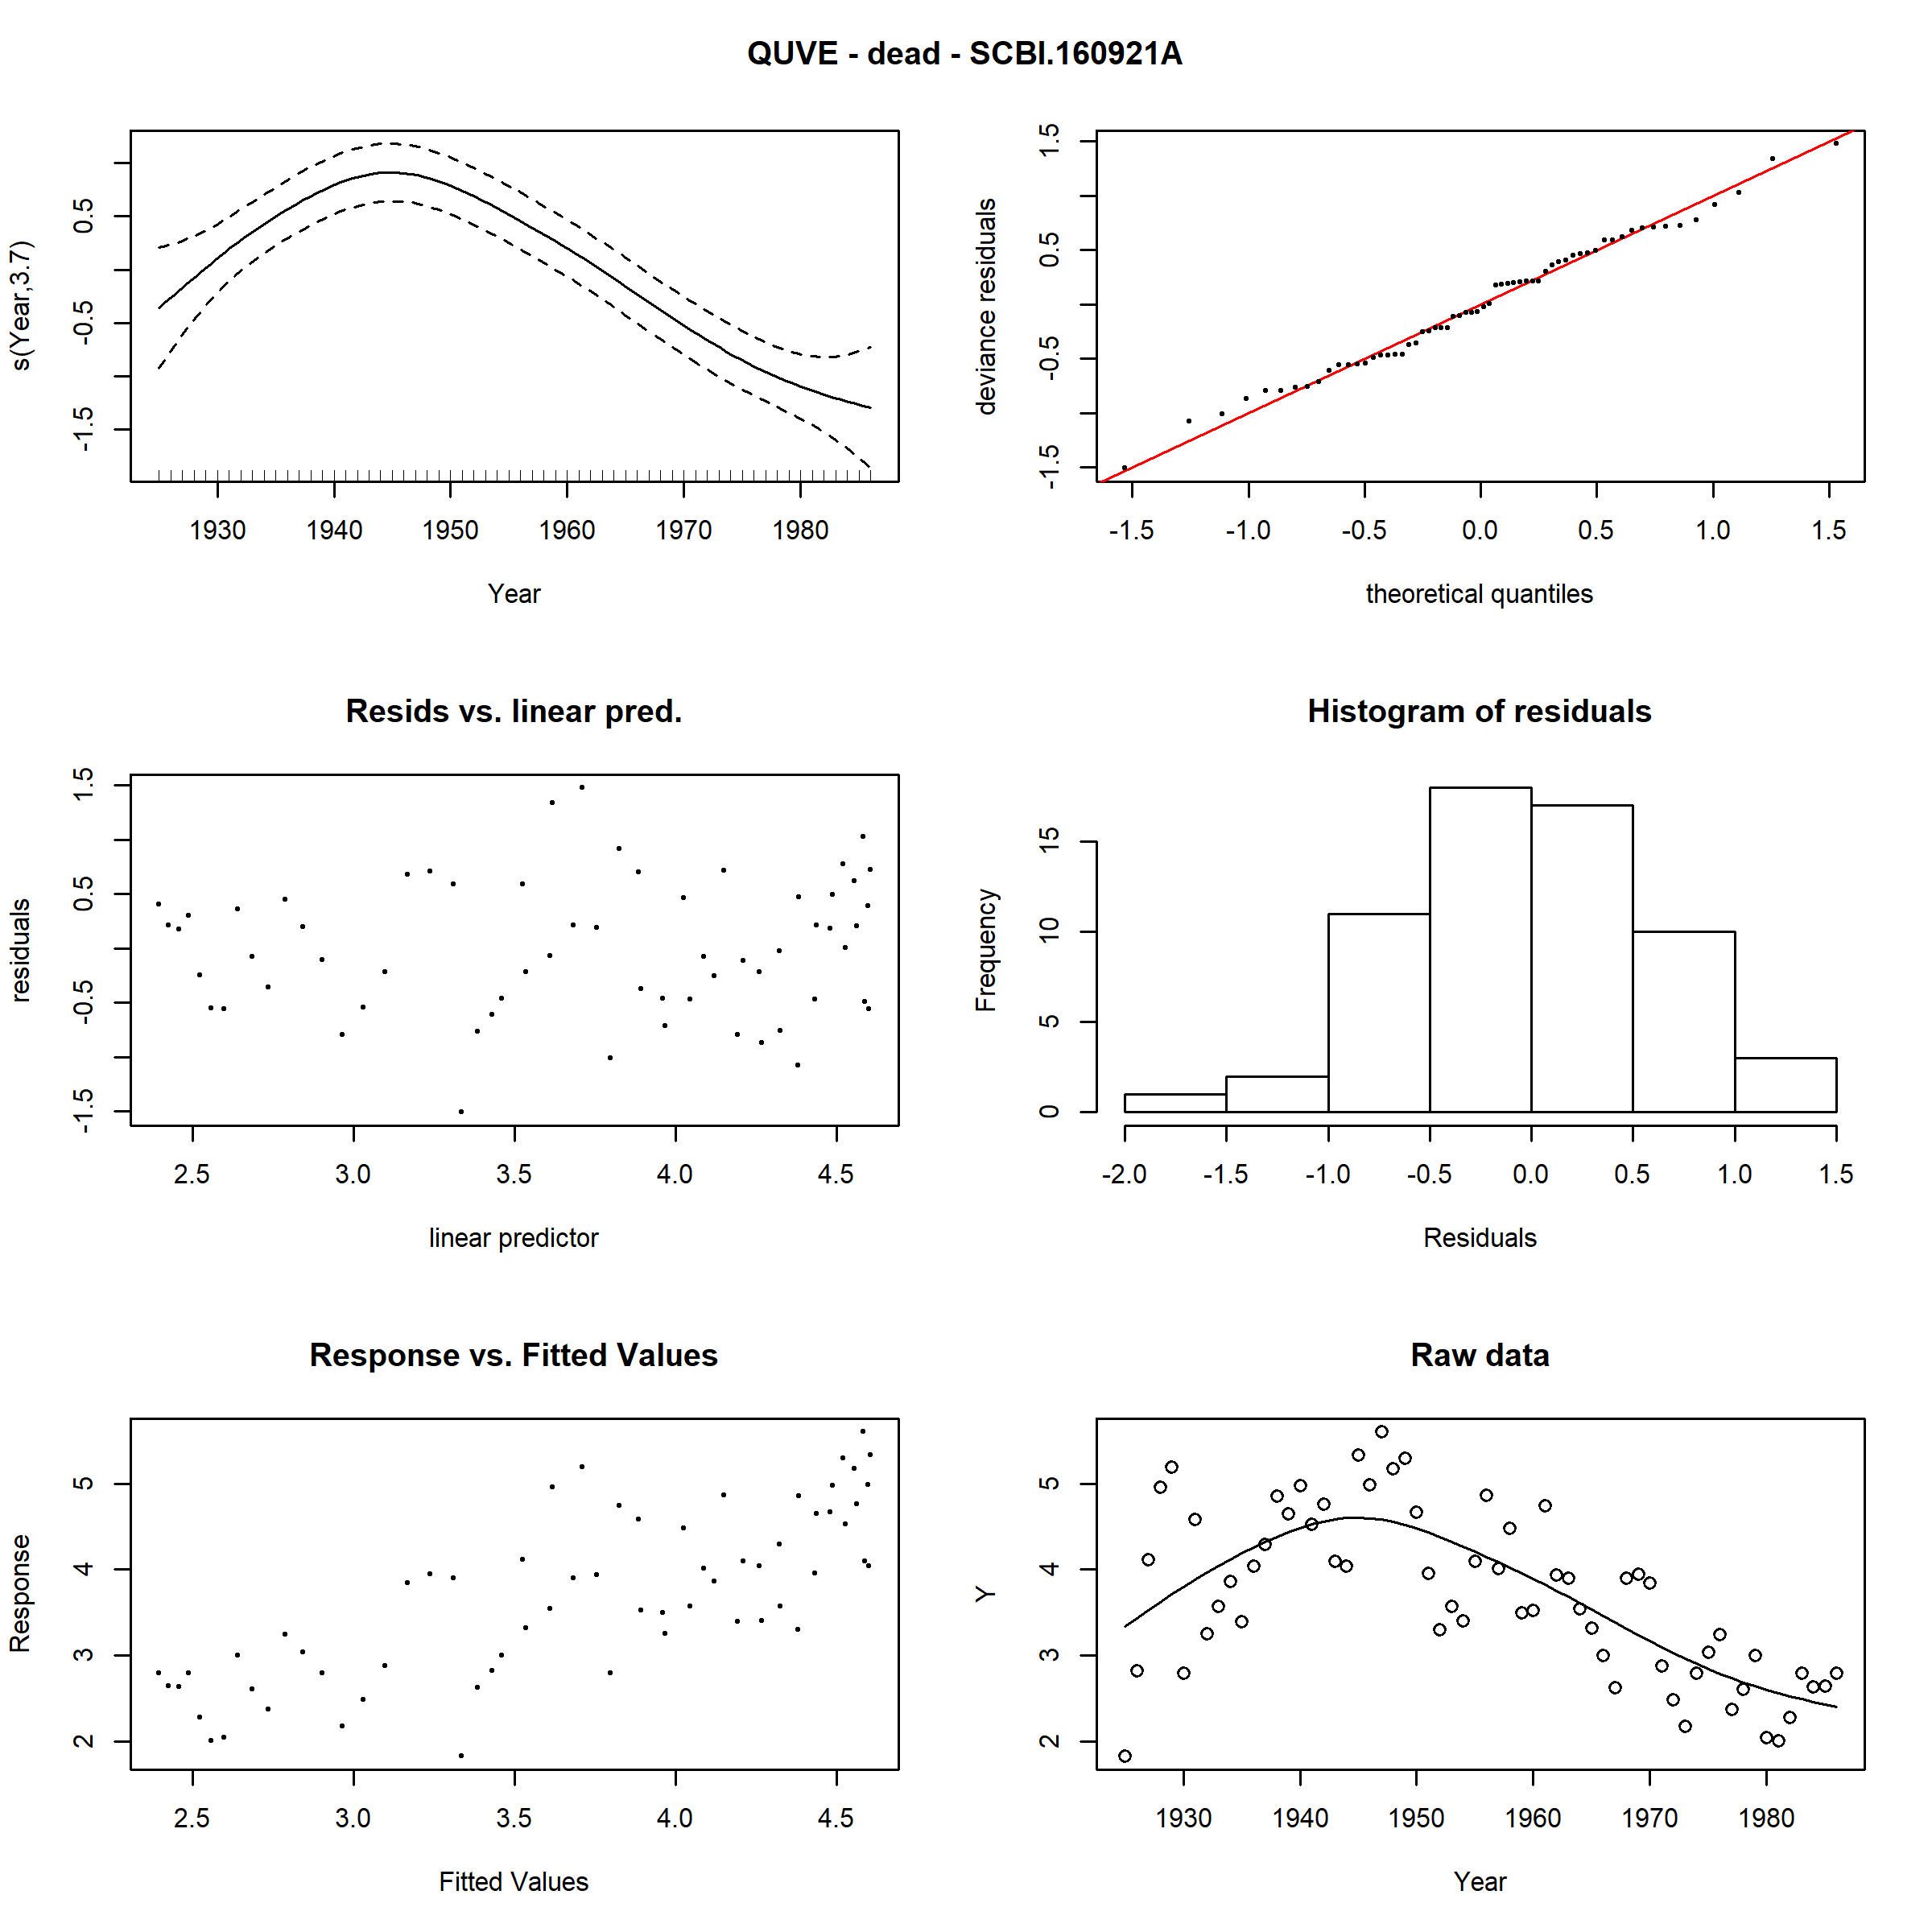 QUVE - dead - SCBI.160921A
s(Year,3.7)
-1.5 -0.5 0.5
1930 1940 1950 1960 1970 1980
Year
deviance residuals
-1.5 -0.5 0.5 1.5
-1.5 -1.0 -0.5 0.0 0.5 1.0 1.5
theoretical quantiles
Resids vs. linear pred.
residuals
-1.5 -0.5 0.5 1.5
2.5 3.0 3.5 4.0 4.5
linear predictor
Histogram of residuals
Frequency
0 5 10 15
-2.0 -1.5 -1.0 -0.5 0.0 0.5 1.0 1.5
Residuals
Response vs. Fitted Values
Response
2 3 4 5
2.5 3.0 3.5 4.0 4.5
Fitted Values
Raw data
Y
2 3 4 5
1930 1940 1950 1960 1970 1980
Year